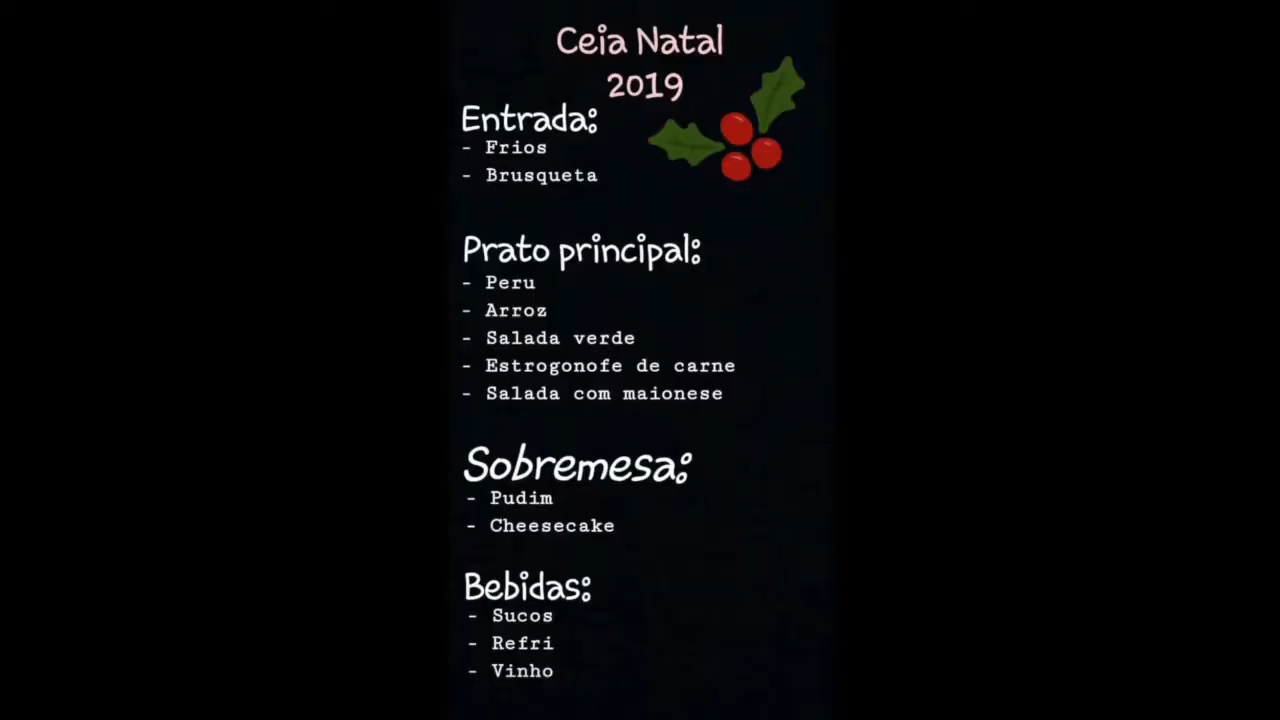 Ceia Natal
2019
Entrada:
- Frios
- Brusqueta
Prato principal:
- Peru
- Arroz
- Salada verde
- Estrogonofe de carne
- Salada com maionese
Sobremesa:
- Pudim
- Cheesecake
Bebidas:
- Sucos
- Refri
- Vinho